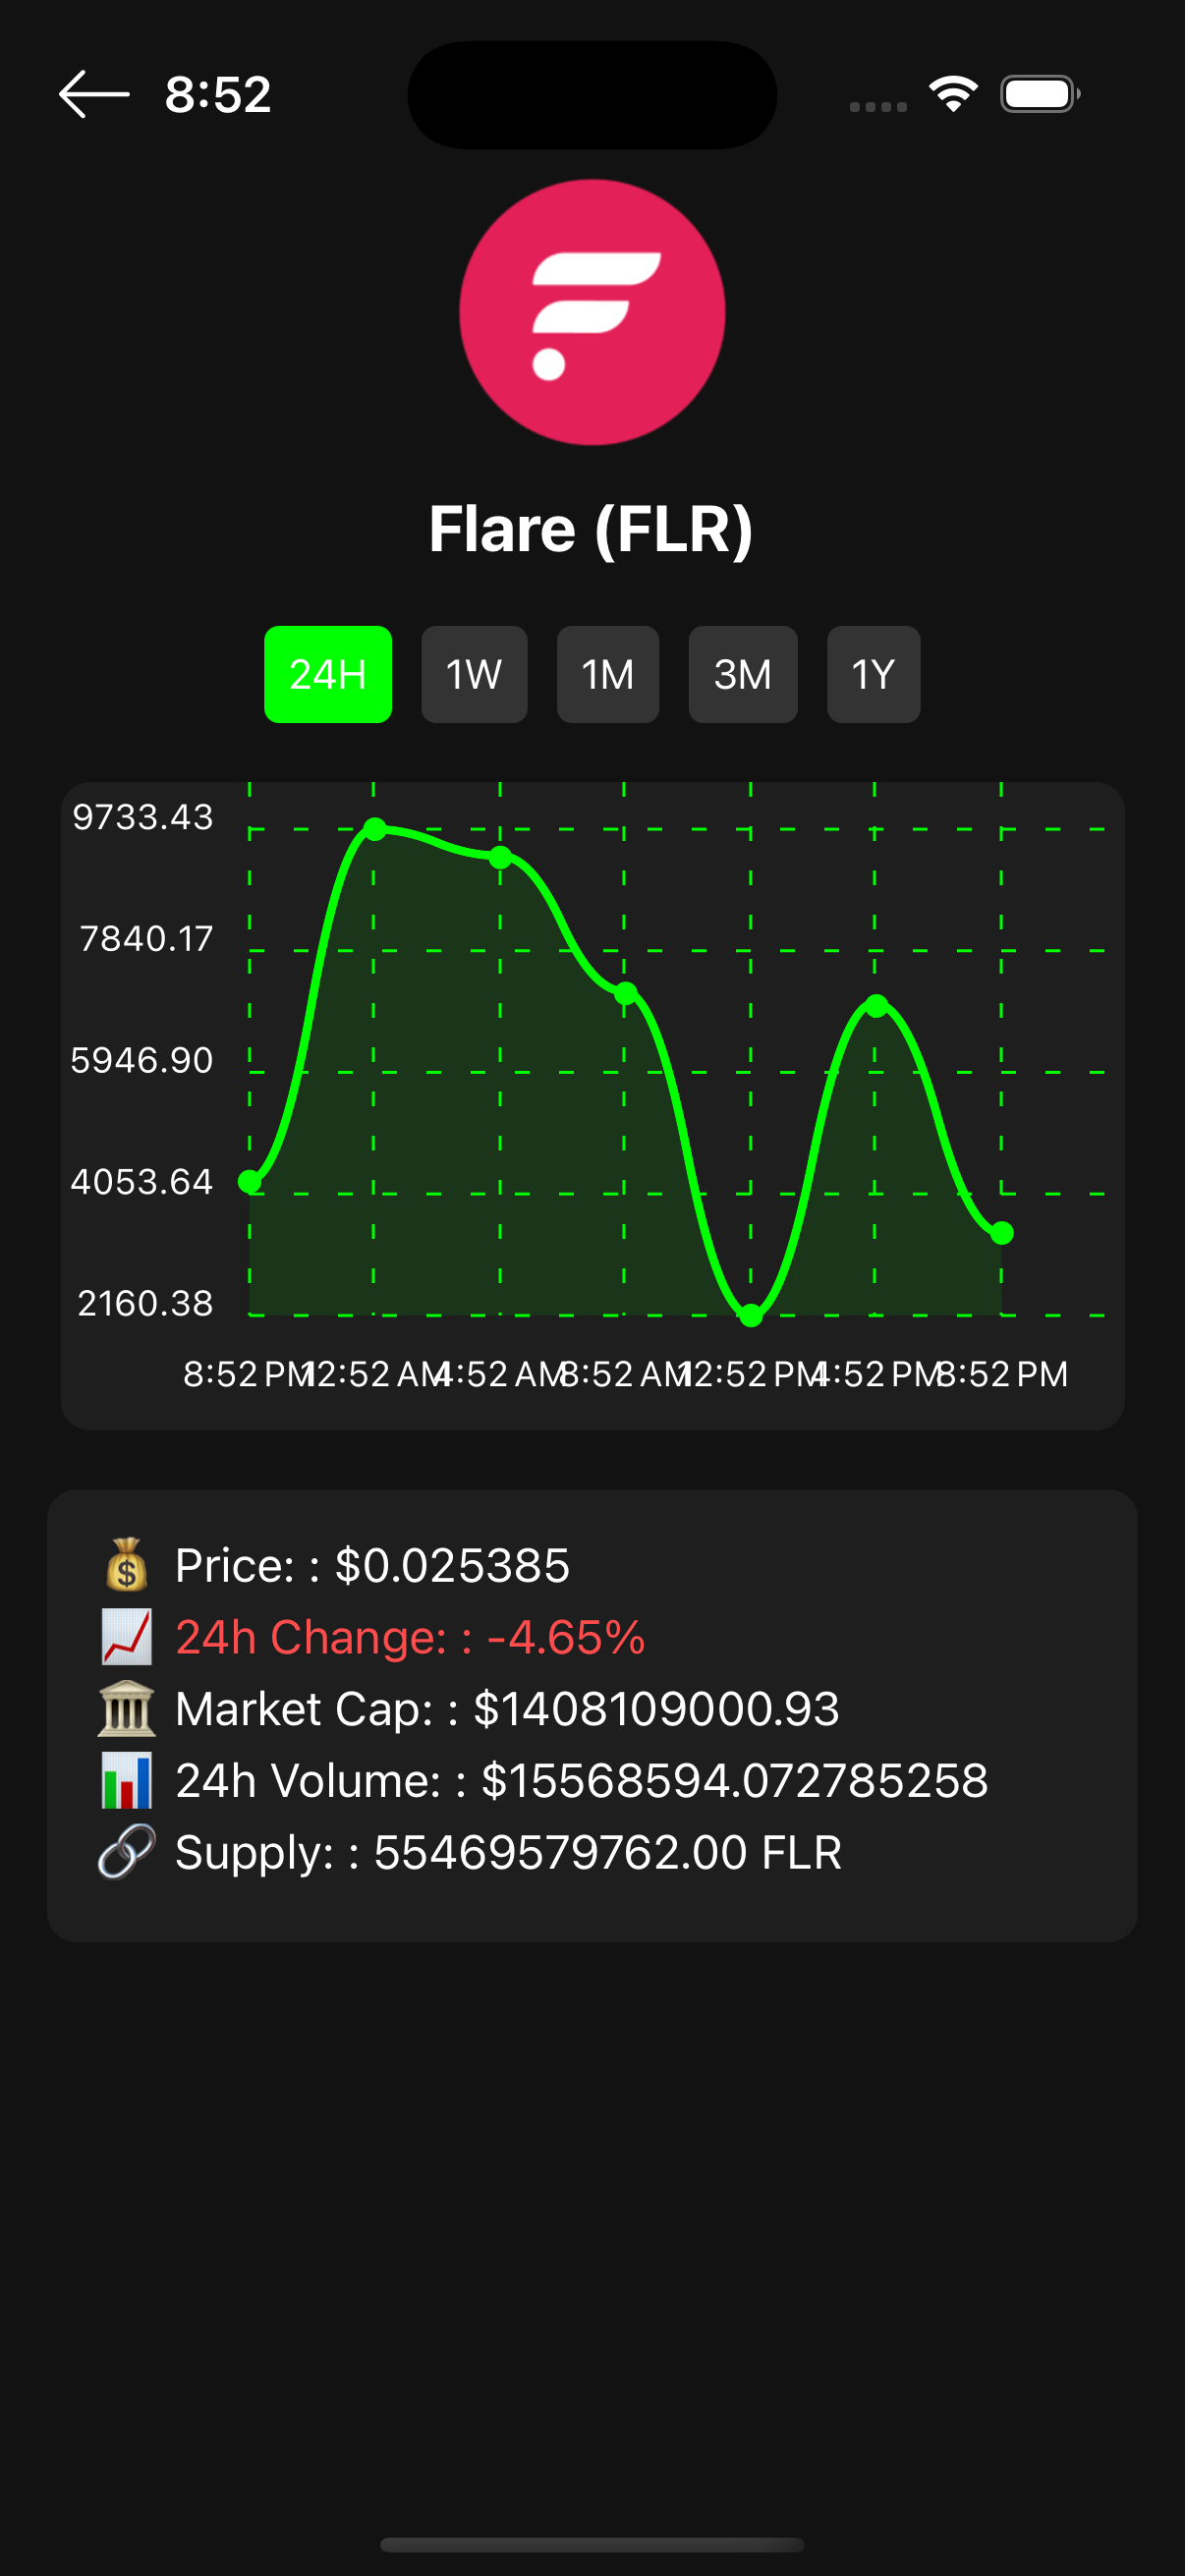 8:52
Flare (FLR)
24H 1W 1M 3M 1Y
9733.43
7840.17
5946.90
4053.64
2160.38
8:52 PM 12:52 AM 4:52 AM 8:52 AM 12:52 PM 4:52 PM 8:52 PM
💰 Price: : $0.025385
📈 24h Change: : -4.65%
🏛️ Market Cap: : $1408109000.93
📊 24h Volume: : $15568594.072785258
🔗 Supply: : 55469579762.00 FLR